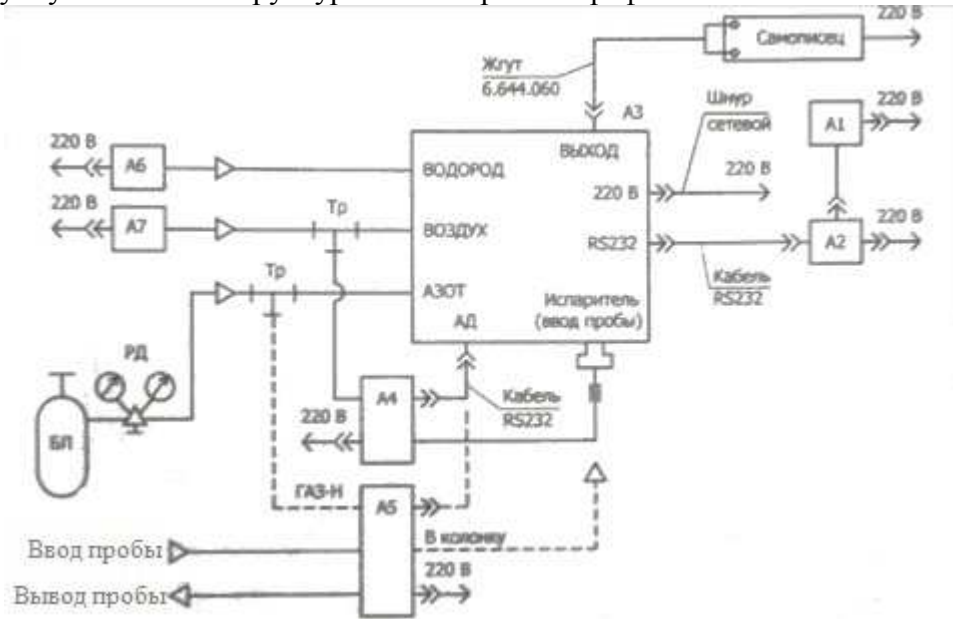 220 В
Самописец
Жгут
6.644.060
А3
Шнур
сетевой
220 В
А1
ВЫХОД
220 В
А6
ВОДОРОД
220 В
220 В
220 В
А7
Тр
ВОЗДУХ
RS232
А2
220 В
Кабель
RS232
Тр
АЗОТ
Испаритель
(ввод пробы)
АД
РД
А4
Кабель
RS232
220 В
БЛ
ГАЗ-Н
А5
В колонку
Ввод пробы
220 В
Вывод пробы